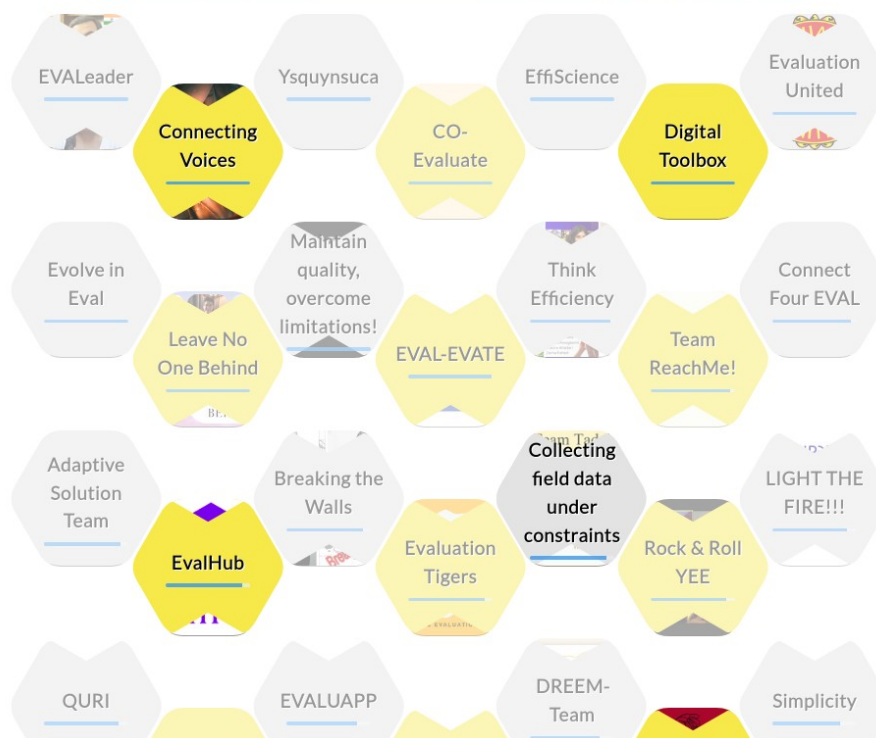 EVALeader
Ysquynsuca
EffiScience
Evaluation
United
Connecting
Voices
CO-
Evaluate
Digital
Toolbox
Evolve in
Eval
Maintain
quality,
overcome
limitations!
Think
Efficiency
Connect
Four EVAL
Leave No
One Behind
EVAL-EVATE
Team
ReachMe!
Adaptive
Solution
Team
Breaking the
Walls
Collecting
field data
under
constraints
LIGHT THE
FIRE!!!
EvalHub
Evaluation
Tigers
Rock & Roll
YEE
QURI
EVALUAPP
DREEM-
Team
Simplicity